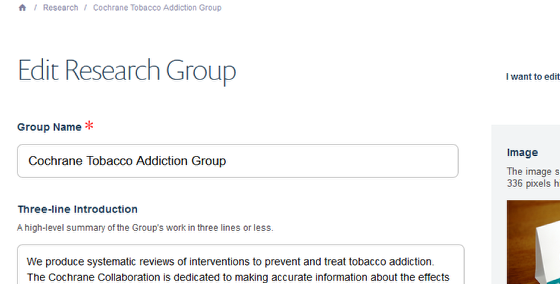 / Research / Cochrane Tobacco Addiction Group
Edit Research Group
I want to edit
Group Name *
Cochrane Tobacco Addiction Group
Image
The image s
336 pixels h
Three-line Introduction
A high-level summary of the Group's work in three lines or less.
We produce systematic reviews of interventions to prevent and treat tobacco addiction.
The Cochrane Collaboration is dedicated to making accurate information about the effects